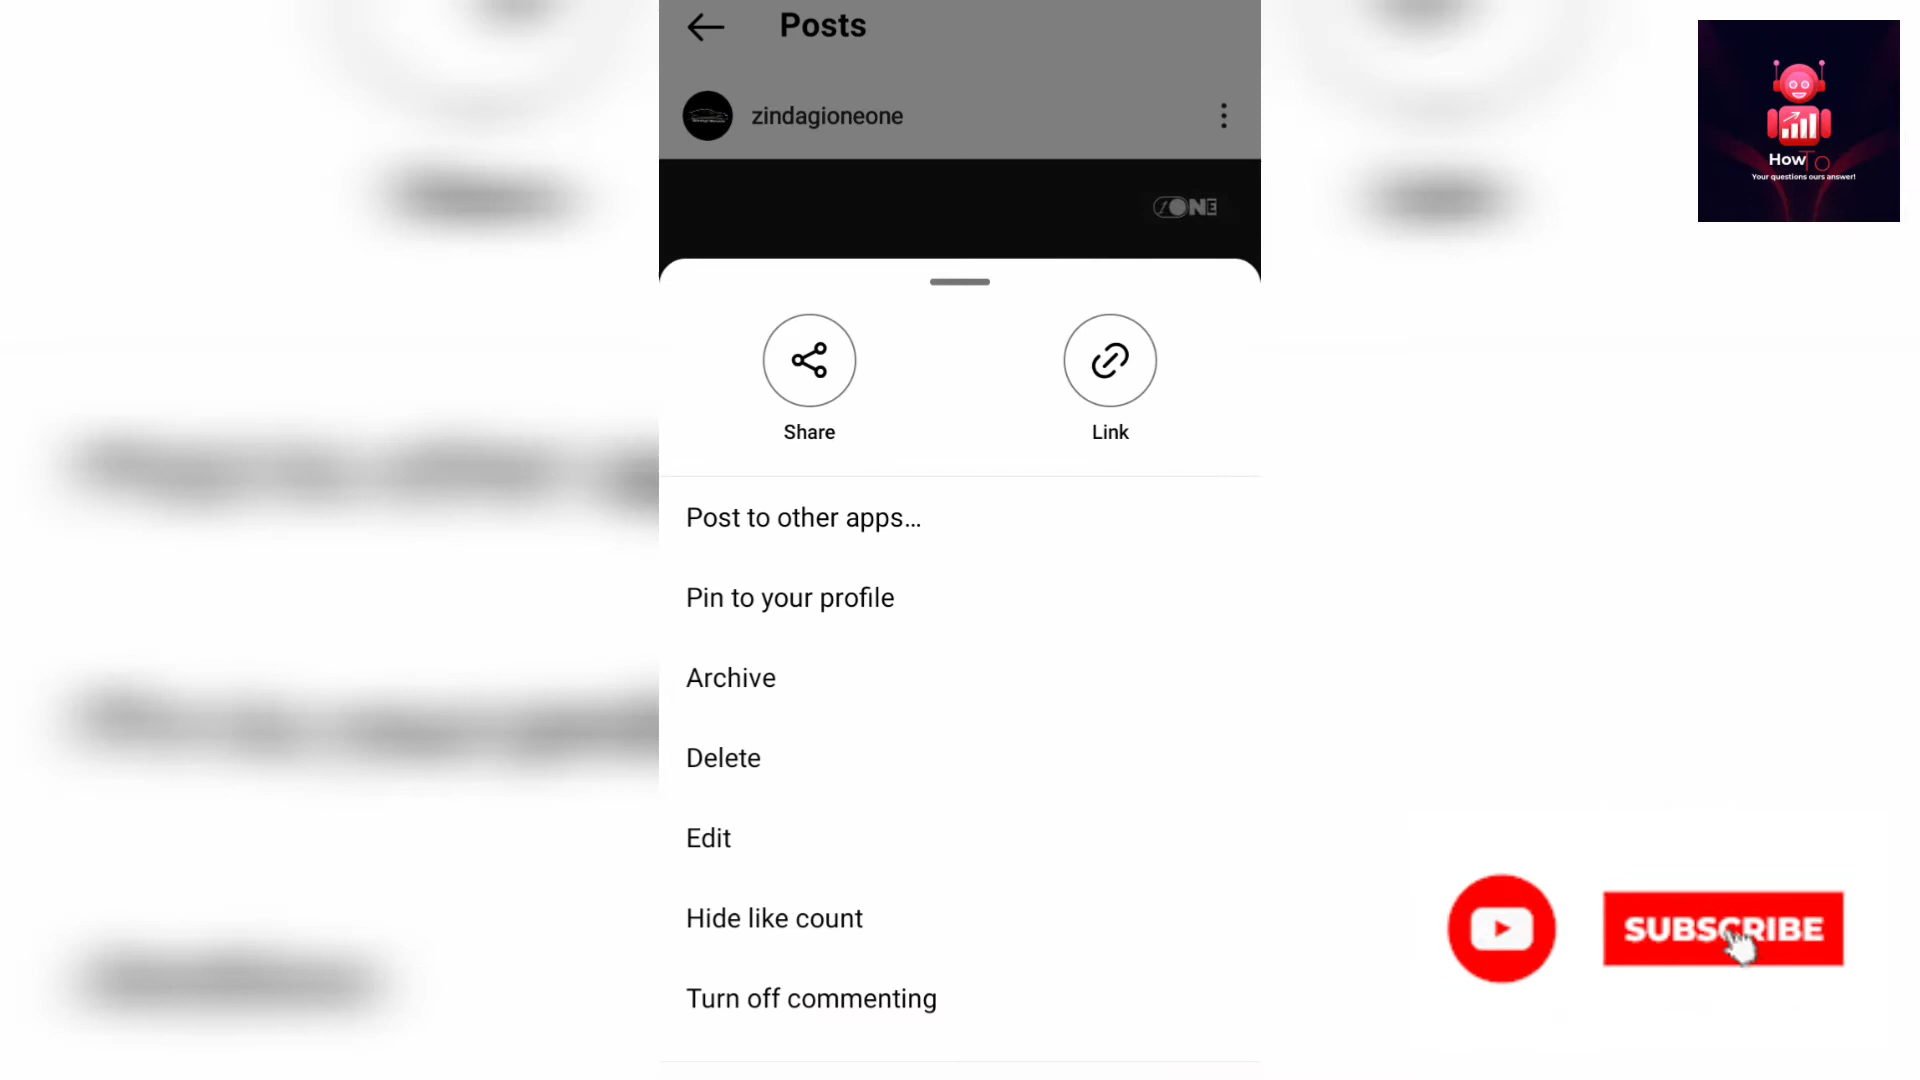 Posts
zindagioneone
ONE
Share
Link
Post to other apps...
Pin to your profile
Archive
Delete
Edit
Hide like count
Turn off commenting
HowTo
Your questions ours answer!
SUBSCRIBE